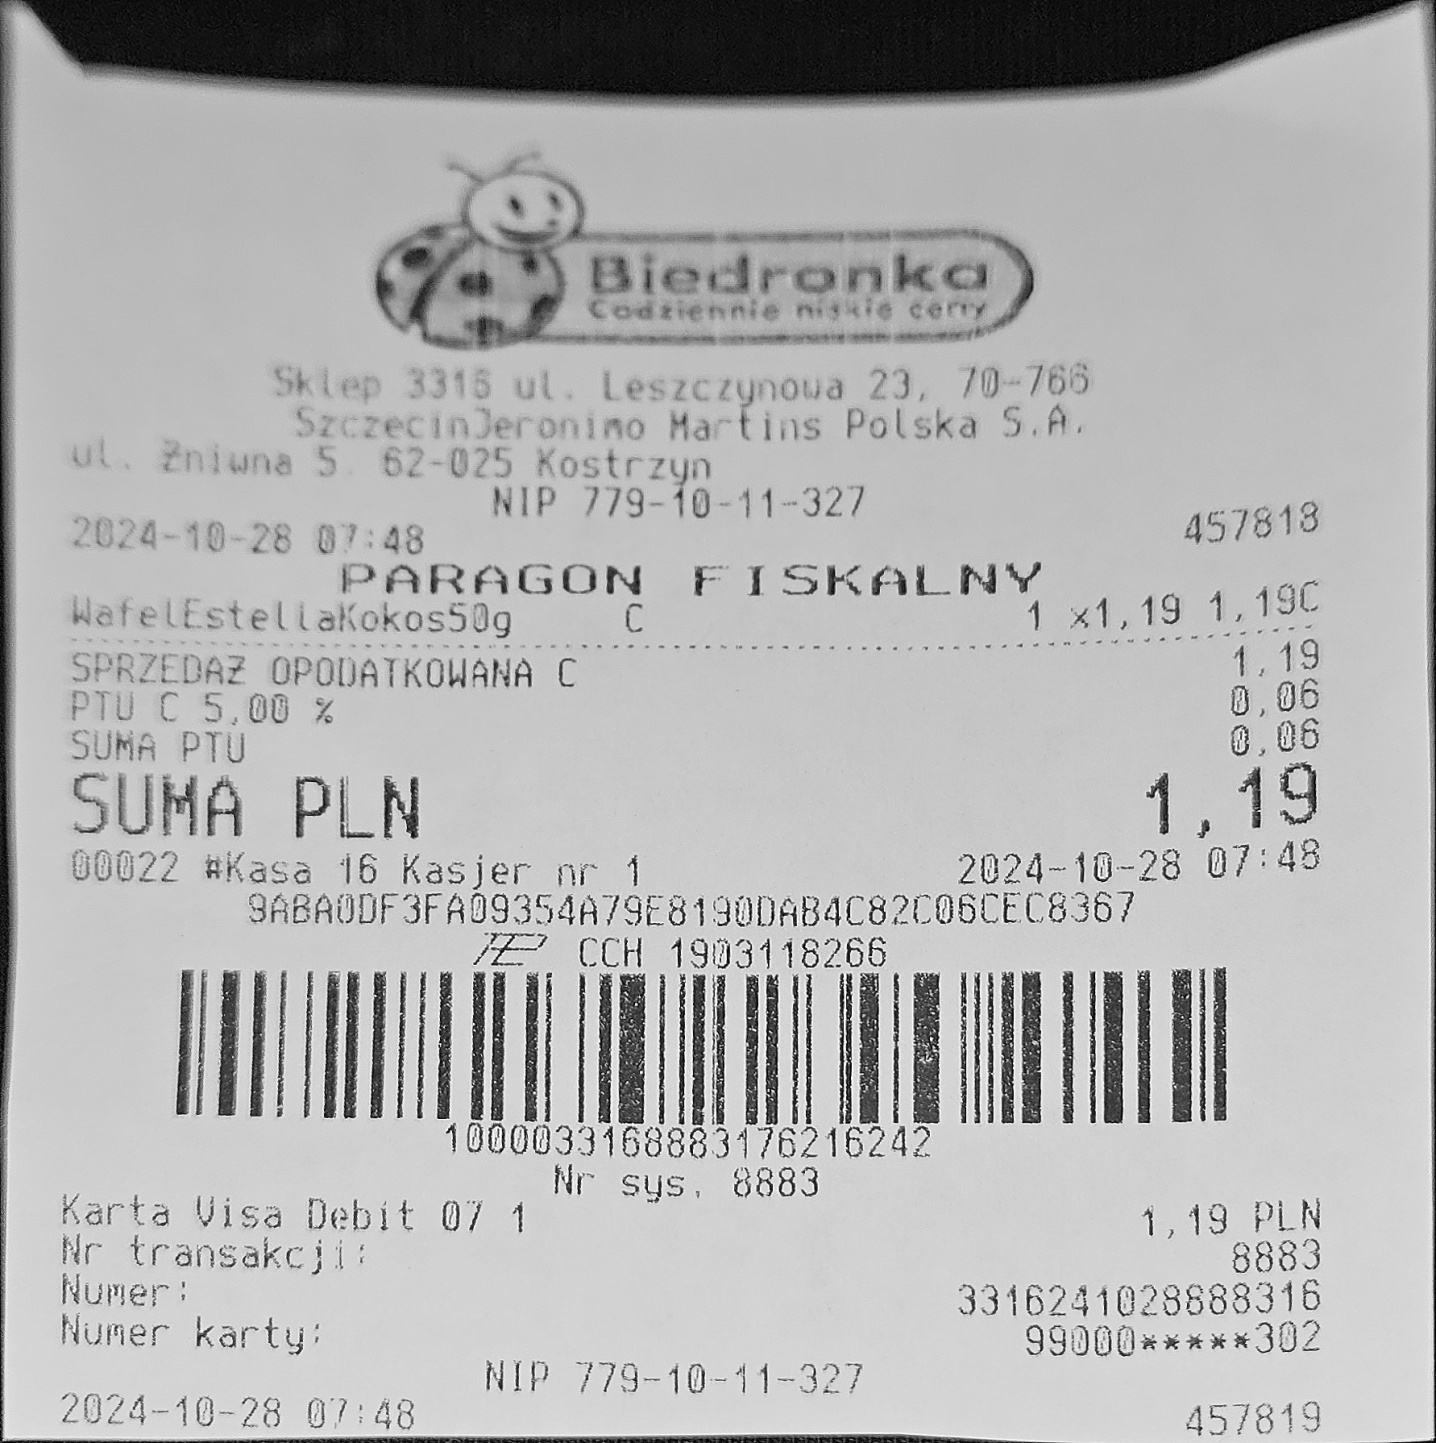 Biedronka
Codziennie niskie ceny
Sklep 3316 ul. Leszczynowa 23, 70-766
SzczecinJeronimo Martins Polska S.A.
ul. Żniwna 5 62-025 Kostrzyn
NIP 779-10-11-327
2024-10-28 07:48 457818
PARAGON FISKALNY
WafelEstellaKokos50g C 1 x1,19 1,19C
SPRZEDAŻ OPODATKOWANA C 1,19
PTU C 5,00 % 0,06
SUMA PTU 0,06
SUMA PLN 1,19
00022 #Kasa 16 Kasjer nr 1 2024-10-28 07:48
9ABA0DF3FA09354A79E8190DAB4C82C06CEC8367
CCH 1903118266
1000033168883176216242
Nr sys. 8883
Karta Visa Debit 07 1 1,19 PLN
Nr transakcji: 8883
Numer: 3316241028888316
Numer karty: 99000*****302
NIP 779-10-11-327
2024-10-28 07:48 457819